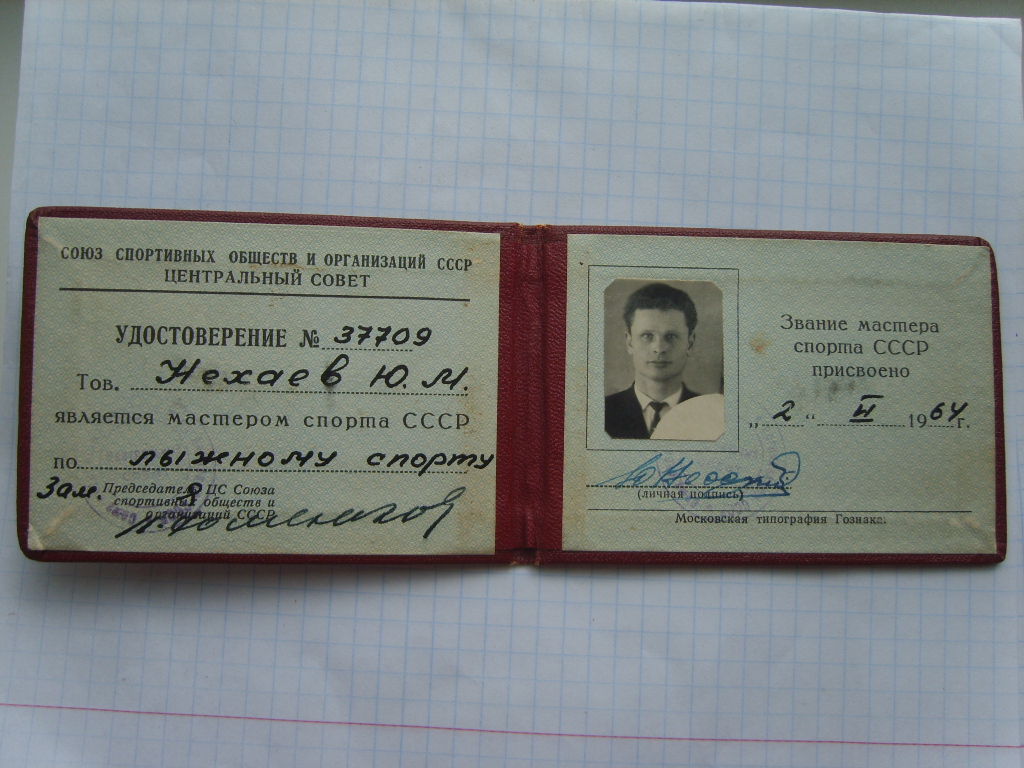 СОЮЗ СПОРТИВНЫХ ОБЩЕСТВ И ОРГАНИЗАЦИЙ СССР
ЦЕНТРАЛЬНЫЙ СОВЕТ
УДОСТОВЕРЕНИЕ № 37709
Тов. Нехаев Ю. М.
является мастером спорта СССР
по лыжному спорту
Зам. Председателя ЦС Союза
спортивных обществ и
организаций СССР
Звание мастера
спорта СССР
присвоено
„ 2 “ II 1964 г.
(личная подпись)
Московская типография Гознака.